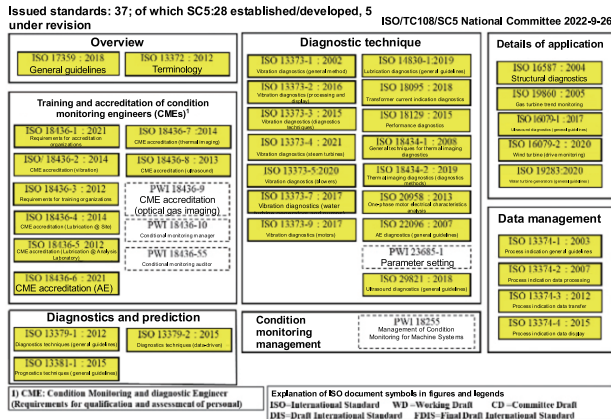 Issued standards: 37; of which SC5:28 established/developed, 5
under revision
ISO/TC108/SC5 National Committee 2022-9-26
Overview
ISO 17359 : 2018
General guidelines
ISO 13372 : 2012
Terminology
Training and accreditation of condition
monitoring engineers (CMEs)1
ISO 18436-1 : 2021
Requirements for accreditation
organizations
ISO 18436-7 : 2014
CME accreditation (thermal imaging)
ISO/ 18436-2 : 2014
CME accreditation (vibration)
ISO 18436-8 : 2013
CME accreditation (ultrasound)
ISO 18436-3 : 2012
Requirements for training organizations
PWI 18436-9
CME accreditation
(optical gas imaging)
ISO 18436-4 : 2014
CME accreditation (Lubrication @ Site)
PWI 18436-10
Conditional monitoring manager
ISO 18436-5 2012
CME accreditation (Lubrication @ Analysis
Laboratory)
PWI 18436-55
Conditional monitoring auditor
ISO 18436-6 : 2021
CME accreditation (AE)
Diagnostics and prediction
ISO 13379-1 : 2012
Diagnostics techniques (general guidelines)
ISO 13379-2 : 2015
Diagnostics techniques (data-driven)
ISO 13381-1 : 2015
Prognostics techniques (general guidelines)
Diagnostic technique
ISO 13373-1 : 2002
Vibration diagnostics (general method)
ISO 13373-2 : 2016
Vibration diagnostics (processing and
display)
ISO 13373-3 : 2015
Vibration diagnostics (diagnostics
techniques)
ISO 13373-4 : 2021
Vibration diagnostics (steam turbines)
ISO 13373-5:2020
Vibration diagnostics (blowers)
ISO 13373-7 : 2017
Vibration diagnostics (water
ISO 13373-9 : 2017
Vibration diagnostics (motors)
ISO 14830-1:2019
Lubrication diagnostics (general guidelines)
ISO 18095 : 2018
Transformer current indication diagnostics
ISO 18129 : 2015
Performance diagnostics
ISO 18434-1 : 2008
General techniques for thermal imaging
diagnostics
ISO 18434-2 : 2019
Thermal imaging diagnostics (diagnostics
methods)
ISO 20958 : 2013
One-phase motor electrical characteristics
analysis
ISO 22096 : 2007
AE diagnostics (general guidelines)
PWI 23685-1
Parameter setting
ISO 29821 : 2018
Ultrasound diagnostics (general guidelines)
Condition
monitoring
management
PWI 18255
Management of Condition
Monitoring for Machine Systems
Details of application
ISO 16587 : 2004
Structural diagnostics
ISO 19860 : 2005
Gas turbine trend monitoring
ISO 16079-1 : 2017
Ultrasound diagnostics (general guidelines)
ISO 16079-2 : 2020
Wind turbine (drive monitoring)
ISO 19283:2020
Water turbine generators (general guidelines)
Data management
ISO 13374-1 : 2003
Process indication general guidelines
ISO 13374-2 : 2007
Process indication data processing
ISO 13374-3 : 2012
Process indication data transfer
ISO 13374-4 : 2015
Process indication data display
1) CME: Condition Monitoring and diagnostic Engineer
(Requirements for qualification and assessment of personal)
Explanation of ISO document symbols in figures and legends
ISO=International Standard WD=Working Draft CD=Committee Draft
DIS=Draft International Standard FDIS=Final Draft International Standard